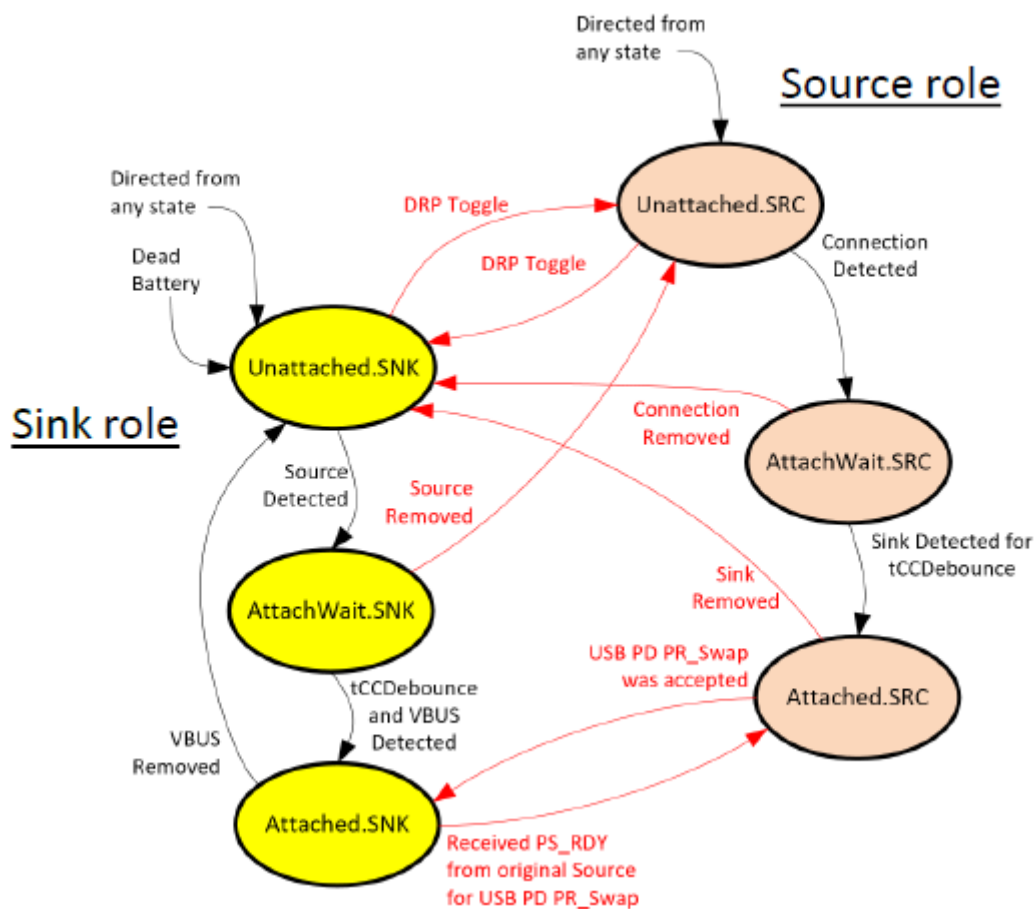 Directed from
any state
Source role
Directed from
any state
DRP Toggle
Unattached.SRC
Dead
Battery
DRP Toggle
Connection
Detected
Unattached.SNK
Sink role
Connection
Removed
AttachWait.SRC
Source
Detected
Source
Removed
Sink Detected for
tCCDebounce
Sink
Removed
AttachWait.SNK
USB PD PR_Swap
was accepted
Attached.SRC
tCCDebounce
and VBUS
Detected
VBUS
Removed
Attached.SNK
Received PS_RDY
from original Source
for USB PD PR_Swap